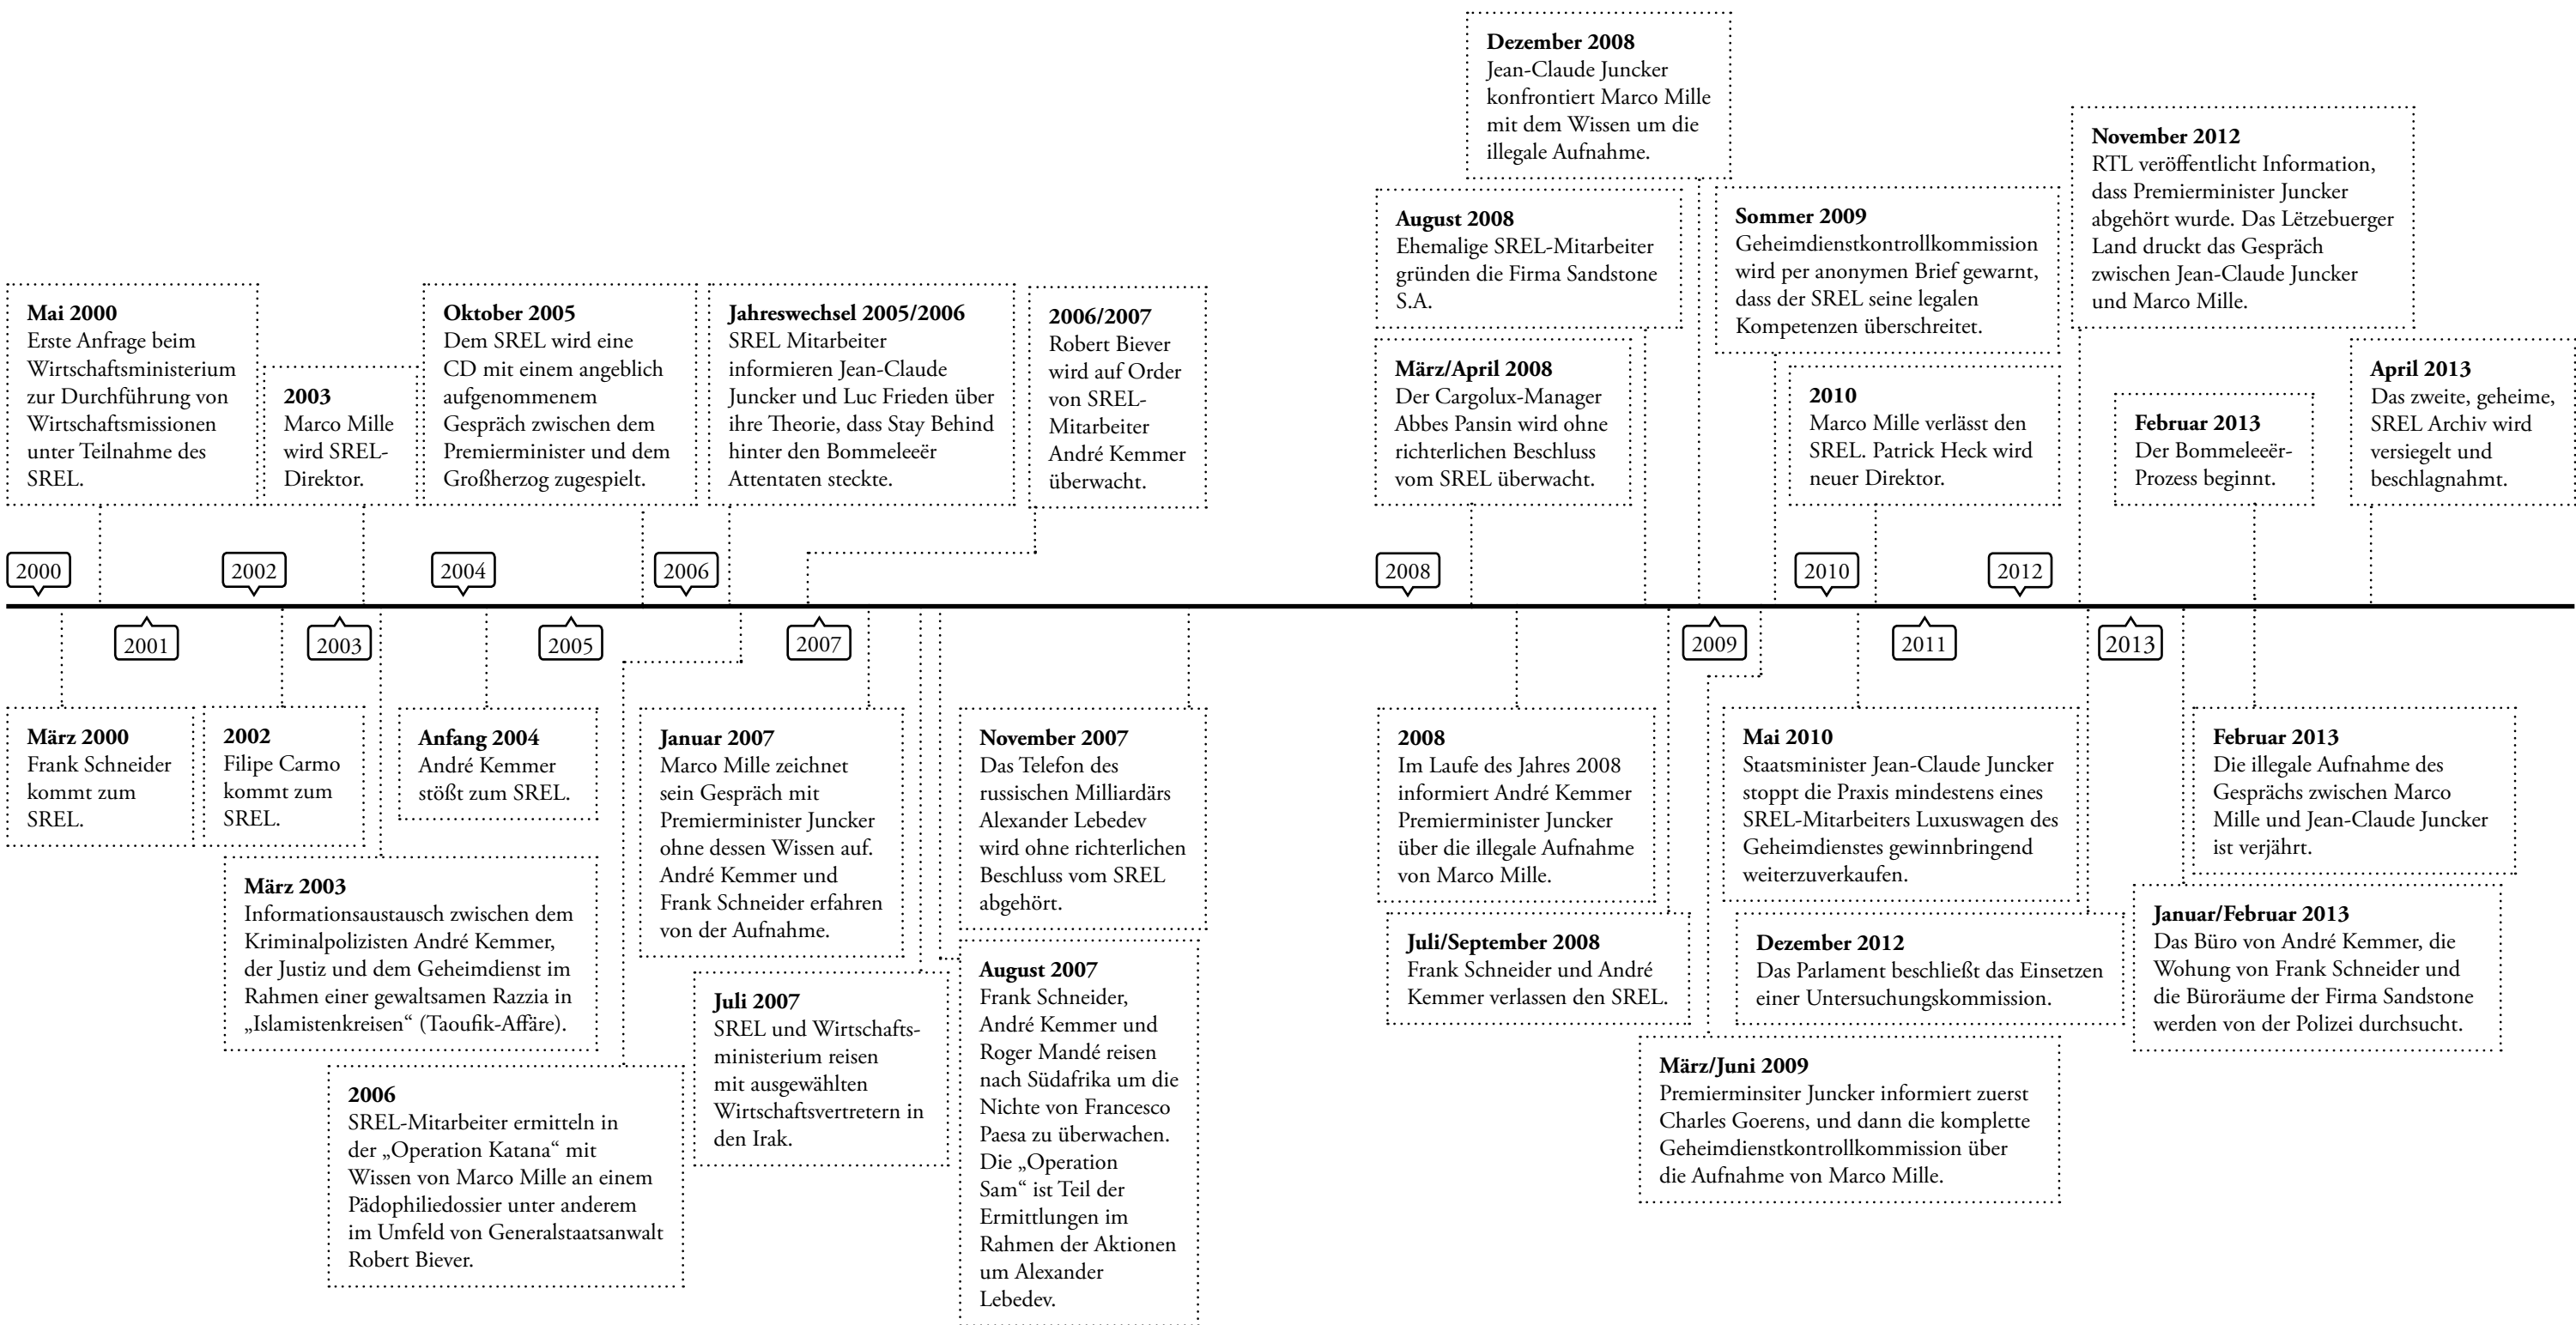 Dezember 2008
Jean-Claude Juncker
konfrontiert Marco Mille
mit dem Wissen um die
illegale Aufnahme.
November 2012
RTL veröffentlicht Information,
dass Premierminister Juncker
abgehört wurde. Das Lëtzebuerger
Land druckt das Gespräch
zwischen Jean-Claude Juncker
und Marco Mille.
August 2008
Ehemalige SREL-Mitarbeiter
gründen die Firma Sandstone
S.A.
Sommer 2009
Geheimdienstkontrollkommission
wird per anonymen Brief gewarnt,
dass der SREL seine legalen
Kompetenzen überschreitet.
Mai 2000
Erste Anfrage beim
Wirtschaftsministerium
zur Durchführung von
Wirtschaftsmissionen
unter Teilnahme des
SREL.
2003
Marco Mille
wird SREL-
Direktor.
Oktober 2005
Dem SREL wird eine
CD mit einem angeblich
aufgenommenem
Gespräch zwischen dem
Premierminister und dem
Großherzog zugespielt.
Jahreswechsel 2005/2006
SREL Mitarbeiter
informieren Jean-Claude
Juncker und Luc Frieden über
ihre Theorie, dass Stay Behind
hinter den Bommeleeër
Attentaten steckte.
2006/2007
Robert Biever
wird auf Order
von SREL-
Mitarbeiter
André Kemmer
überwacht.
März/April 2008
Der Cargolux-Manager
Abbes Pansin wird ohne
richterlichen Beschluss
vom SREL überwacht.
2010
Marco Mille verlässt den
SREL. Patrick Heck wird
neuer Direktor.
Februar 2013
Der Bommeleeër-
Prozess beginnt.
April 2013
Das zweite, geheime,
SREL Archiv wird
versiegelt und
beschlagnahmt.
2000
2002
2004
2006
2008
2010
2012
2001
2003
2005
2007
2009
2011
2013
März 2000
Frank Schneider
kommt zum
SREL.
2002
Filipe Carmo
kommt zum
SREL.
Anfang 2004
André Kemmer
stößt zum SREL.
Januar 2007
Marco Mille zeichnet
sein Gespräch mit
Premierminister Juncker
ohne dessen Wissen auf.
André Kemmer und
Frank Schneider erfahren
von der Aufnahme.
November 2007
Das Telefon des
russischen Milliardärs
Alexander Lebedev
wird ohne richterlichen
Beschluss vom SREL
abgehört.
2008
Im Laufe des Jahres 2008
informiert André Kemmer
Premierminister Juncker
über die illegale Aufnahme
von Marco Mille.
Mai 2010
Staatsminister Jean-Claude Juncker
stoppt die Praxis mindestens eines
SREL-Mitarbeiters Luxuswagen des
Geheimdienstes gewinnbringend
weiterzuverkaufen.
Februar 2013
Die illegale Aufnahme des
Gesprächs zwischen Marco
Mille und Jean-Claude Juncker
ist verjährt.
März 2003
Informationsaustausch zwischen dem
Kriminalpolizisten André Kemmer,
der Justiz und dem Geheimdienst im
Rahmen einer gewaltsamen Razzia in
„Islamistenkreisen“ (Taoufik-Affäre).
Juli/September 2008
Frank Schneider und André
Kemmer verlassen den SREL.
Dezember 2012
Das Parlament beschließt das Einsetzen
einer Untersuchungskommission.
Januar/Februar 2013
Das Büro von André Kemmer, die
Wohung von Frank Schneider und
die Büroräume der Firma Sandstone
werden von der Polizei durchsucht.
Juli 2007
SREL und Wirtschafts-
ministerium reisen
mit ausgewählten
Wirtschaftsvertretern in
den Irak.
August 2007
Frank Schneider,
André Kemmer und
Roger Mandé reisen
nach Südafrika um die
Nichte von Francesco
Paesa zu überwachen.
Die „Operation
Sam“ ist Teil der
Ermittlungen im
Rahmen der Aktionen
um Alexander
Lebedev.
2006
SREL-Mitarbeiter ermitteln in
der „Operation Katana“ mit
Wissen von Marco Mille an einem
Pädophiliedossier unter anderem
im Umfeld von Generalstaatsanwalt
Robert Biever.
März/Juni 2009
Premierminsiter Juncker informiert zuerst
Charles Goerens, und dann die komplette
Geheimdienstkontrollkommission über
die Aufnahme von Marco Mille.